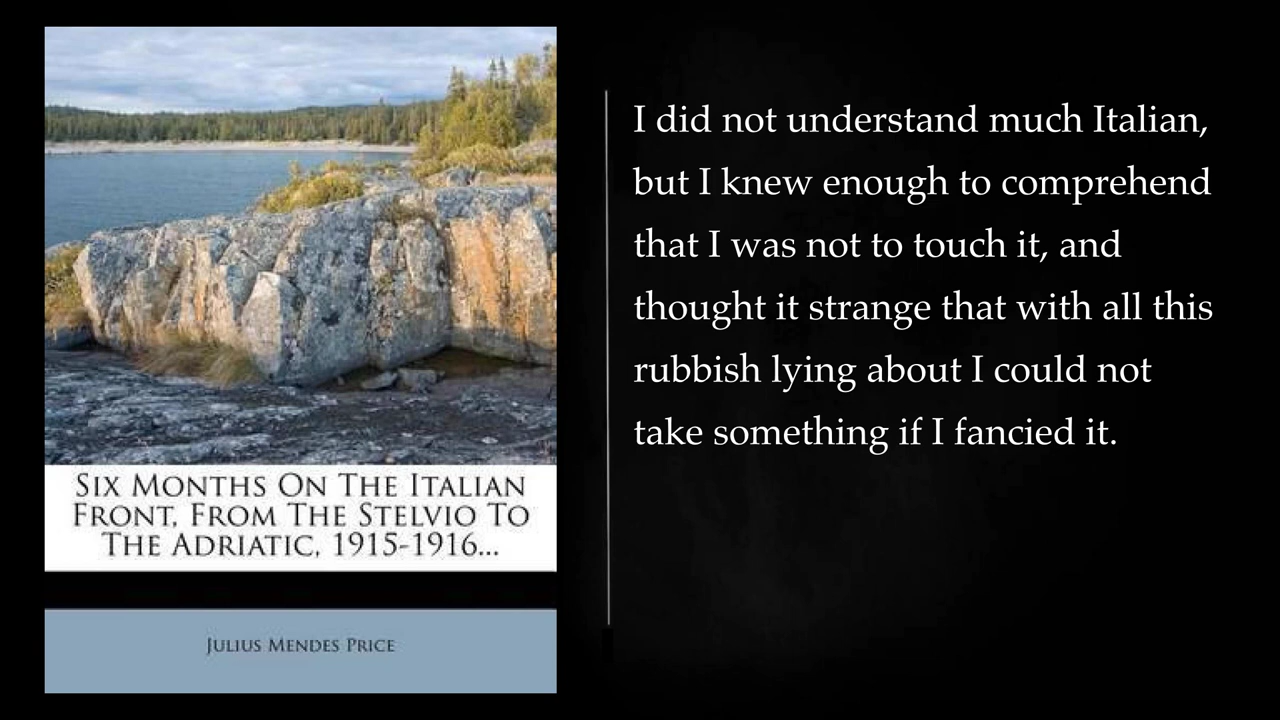 SIX MONTHS ON THE ITALIAN
FRONT, FROM THE STELVIO TO
THE ADRIATIC, 1915-1916...
JULIUS MENDES PRICE
I did not understand much Italian,
but I knew enough to comprehend
that I was not to touch it, and
thought it strange that with all this
rubbish lying about I could not
take something if I fancied it.